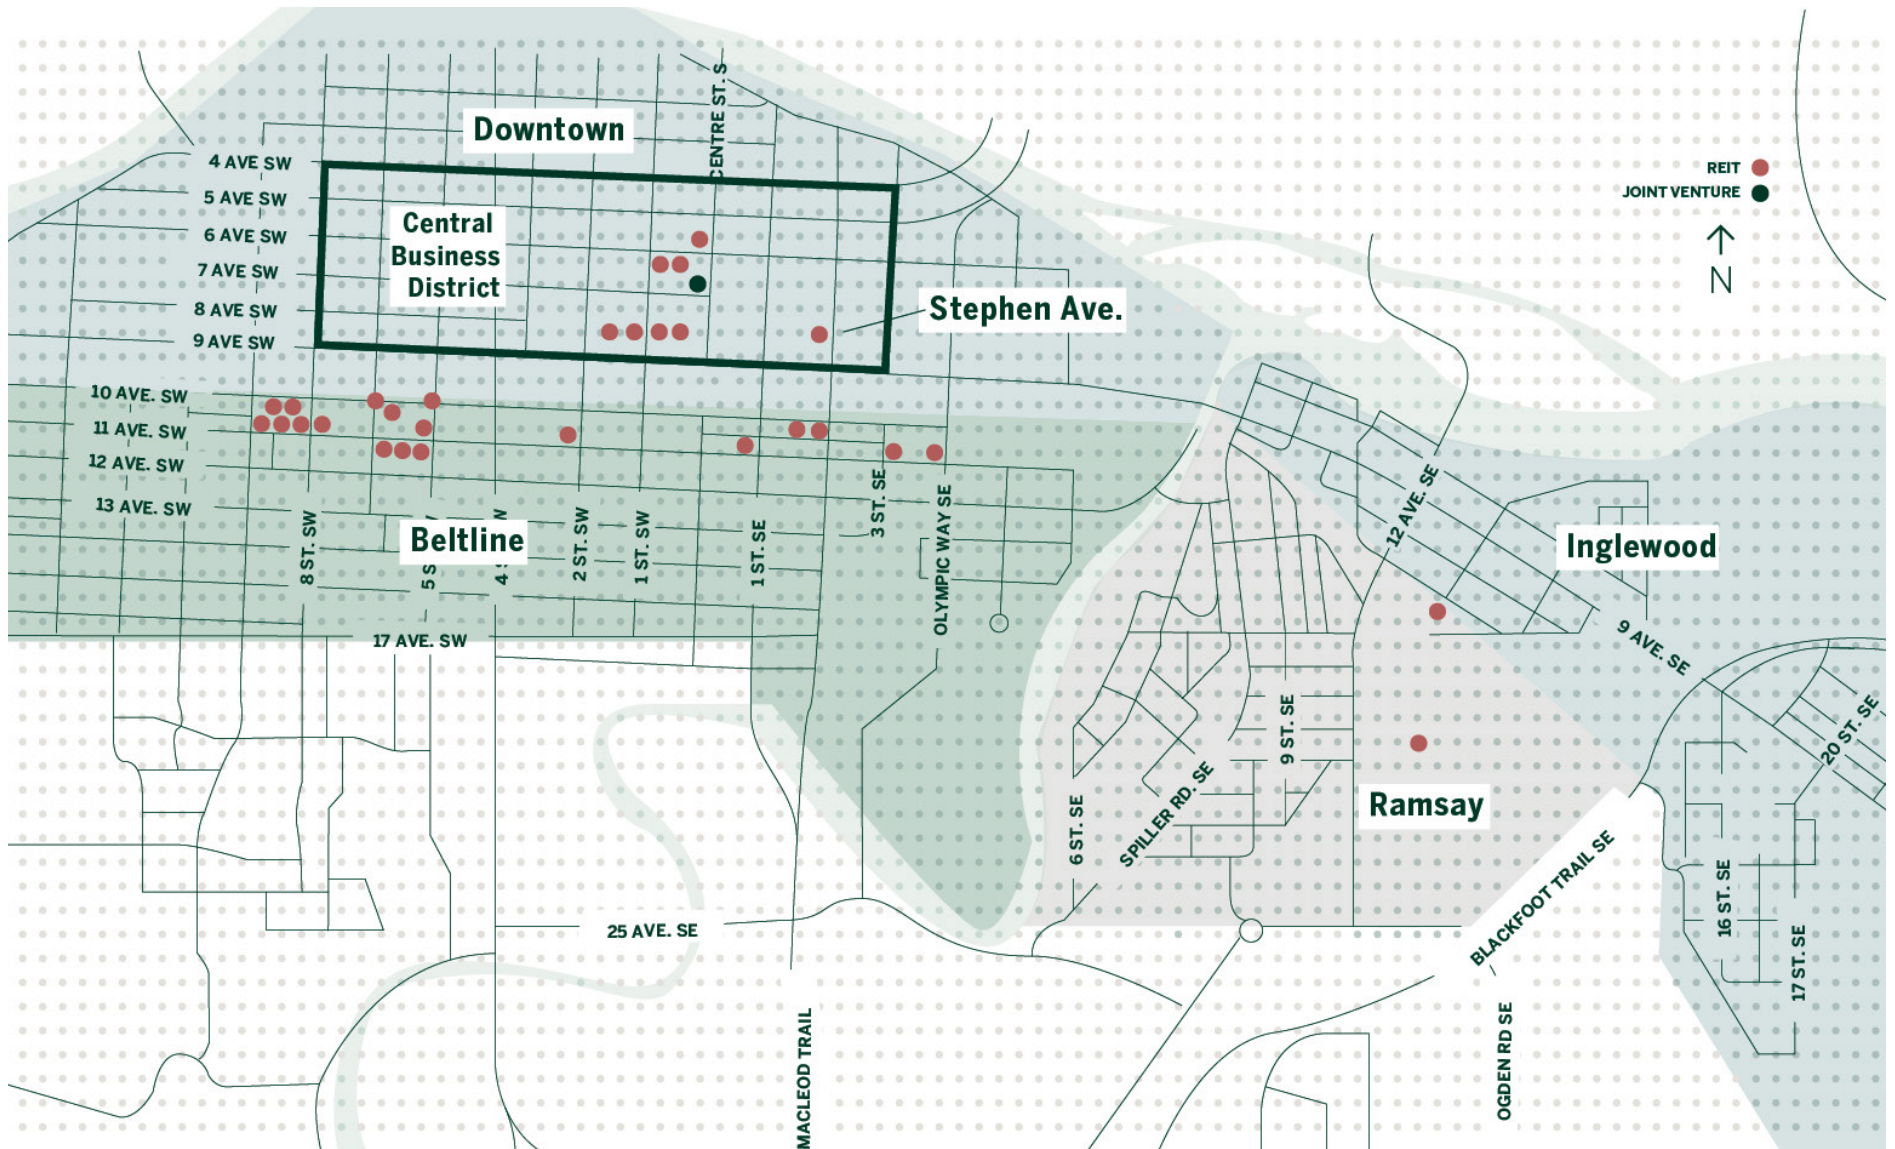 CENTRE ST. S
Downtown
4 AVE SW
5 AVE SW
6 AVE SW
7 AVE SW
8 AVE SW
9 AVE SW
Central
Business
District
Stephen Ave.
REIT
JOINT VENTURE
N
10 AVE. SW
11 AVE. SW
12 AVE. SW
13 AVE. SW
8 ST. SW
Beltline
2 ST. SW
1 ST. SW
1 ST. SE
3 ST. SE
OLYMPIC WAY SE
17 AVE. SW
12 AVE. SE
Inglewood
9 AVE. SE
20 ST. SE
9 ST. SE
6 ST. SE
SPILLER RD. SE
Ramsay
BLACKFOOT TRAIL SE
16 ST. SE
17 ST. SE
25 AVE. SE
MACLEOD TRAIL
OGDEN RD SE